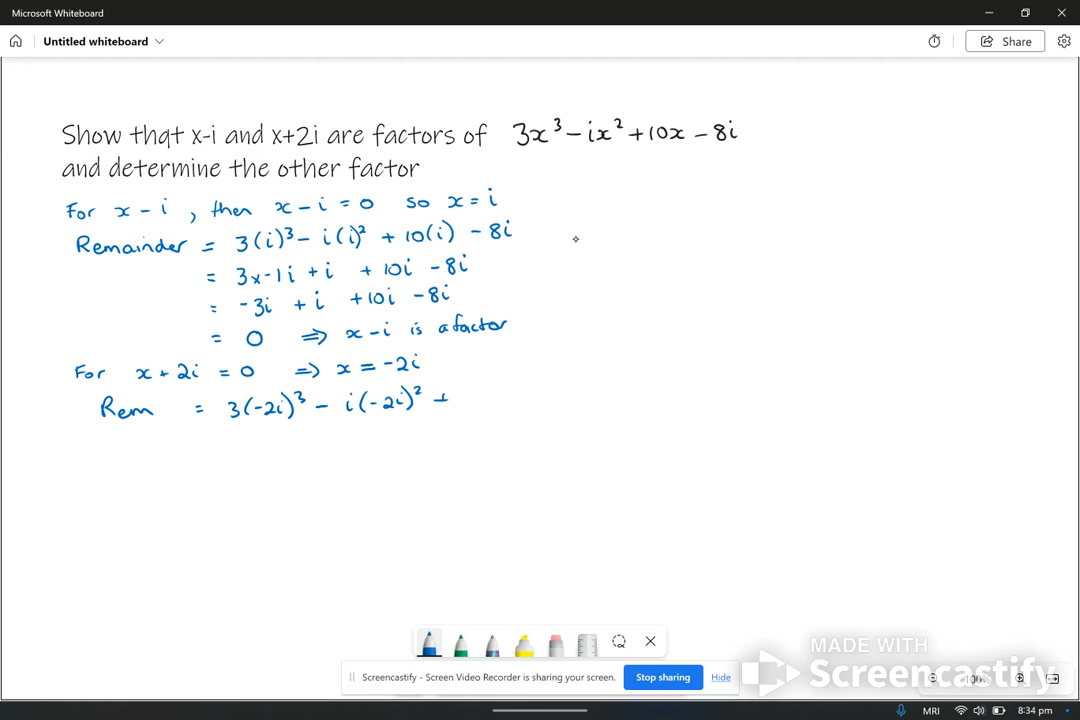 Microsoft Whiteboard
Untitled whiteboard
Share
Show that x-i and x+2i are factors of 3x³ - ix² + 10x - 8i
and determine the other factor
For x - i , then x - i = 0 so x = i
Remainder = 3(i)³ - i(i)² + 10(i) - 8i
= 3x-1i + i + 10i - 8i
= -3i + i + 10i - 8i
= 0 ⇒ x - i is a factor
For x + 2i = 0 ⇒ x = -2i
Rem = 3(-2i)³ - i(-2i)² +
MADE WITH
Screencastify
Screencastify - Screen Video Recorder is sharing your screen.
Stop sharing
Hide
100%
MRI
8:34 pm